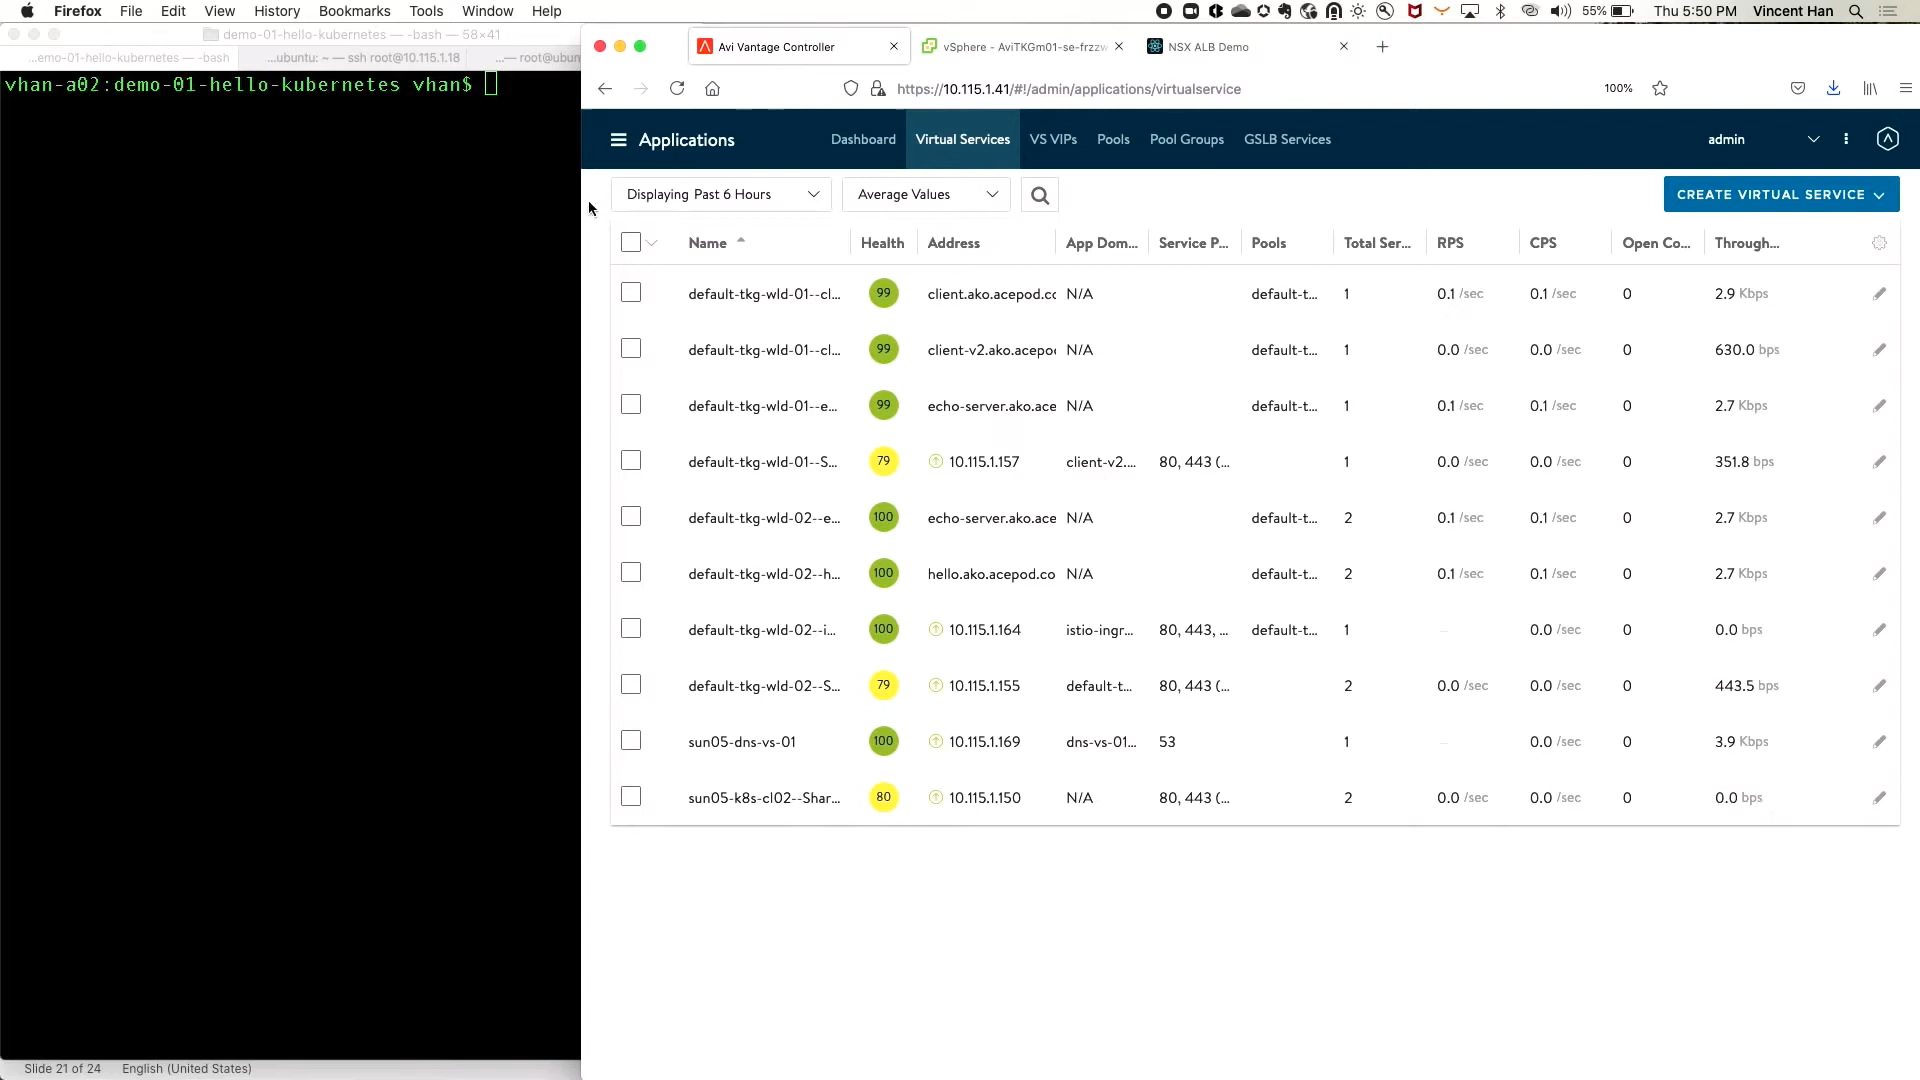 Firefox File Edit View History Bookmarks Tools Window Help 55% Thu 5:50 PM Vincent Han
demo-01-hello-kubernetes — -bash — 58×41
...emo-01-hello-kubernetes — -bash ...ubuntu: ~ — ssh root@10.115.1.18 ...— root@ubun
vhan-a02:demo-01-hello-kubernetes vhan$
Avi Vantage Controller vSphere - AviTKGm01-se-frzzw NSX ALB Demo
https://10.115.1.41/#!/admin/applications/virtualservice 100%
Applications Dashboard Virtual Services VS VIPs Pools Pool Groups GSLB Services admin
Displaying Past 6 Hours Average Values CREATE VIRTUAL SERVICE
Name Health Address App Dom... Service P... Pools Total Ser... RPS CPS Open Co... Through...
default-tkg-wld-01--cl... 99 client.ako.acepod.cc N/A default-t... 1 0.1 /sec 0.1 /sec 0 2.9 Kbps
default-tkg-wld-01--cl... 99 client-v2.ako.acepo N/A default-t... 1 0.0 /sec 0.0 /sec 0 630.0 bps
default-tkg-wld-01--e... 99 echo-server.ako.ace N/A default-t... 1 0.1 /sec 0.1 /sec 0 2.7 Kbps
default-tkg-wld-01--S... 79 10.115.1.157 client-v2.... 80, 443 (... 1 0.0 /sec 0.0 /sec 0 351.8 bps
default-tkg-wld-02--e... 100 echo-server.ako.ace N/A default-t... 2 0.1 /sec 0.1 /sec 0 2.7 Kbps
default-tkg-wld-02--h... 100 hello.ako.acepod.co N/A default-t... 2 0.1 /sec 0.1 /sec 0 2.7 Kbps
default-tkg-wld-02--i... 100 10.115.1.164 istio-ingr... 80, 443, ... default-t... 1 0.0 /sec 0 0.0 bps
default-tkg-wld-02--S... 79 10.115.1.155 default-t... 80, 443 (... 2 0.0 /sec 0.0 /sec 0 443.5 bps
sun05-dns-vs-01 100 10.115.1.169 dns-vs-01... 53 1 0.0 /sec 0 3.9 Kbps
sun05-k8s-cl02--Shar... 80 10.115.1.150 N/A 80, 443 (... 2 0.0 /sec 0.0 /sec 0 0.0 bps
Slide 21 of 24 English (United States)